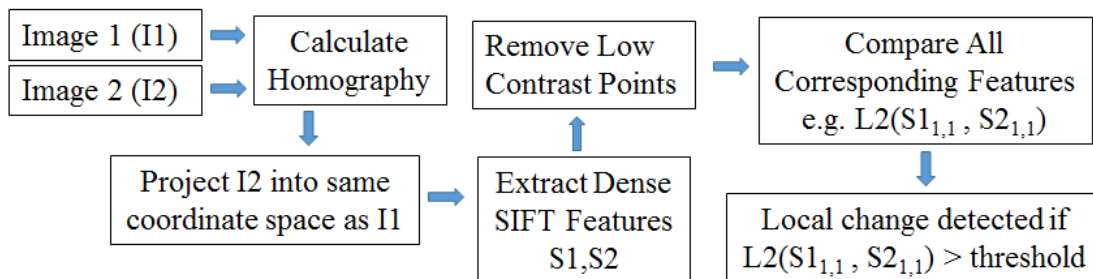 Image 1 (I1)
Image 2 (I2)
Calculate
Homography
Project I2 into same
coordinate space as I1
Extract Dense
SIFT Features
S1,S2
Remove Low
Contrast Points
Compare All
Corresponding Features
e.g. L2(S1₁,₁ , S2₁,₁)
Local change detected if
L2(S1₁,₁ , S2₁,₁) > threshold